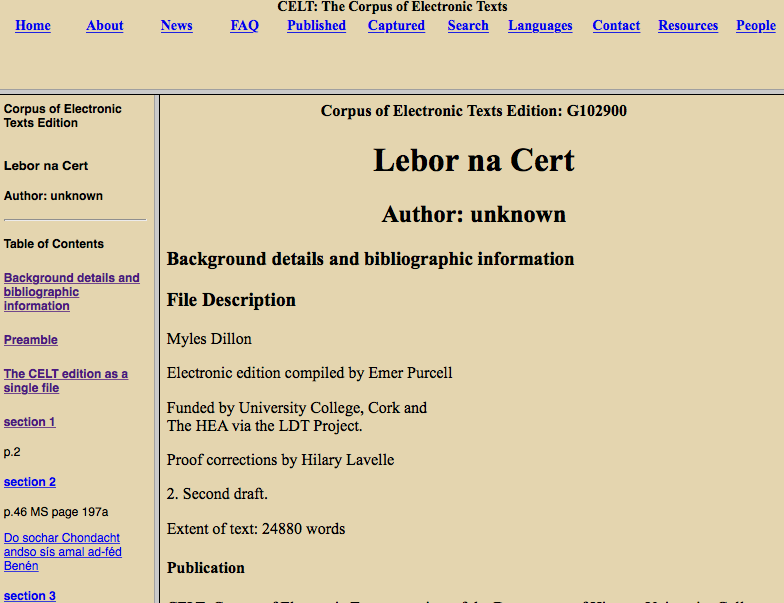 CELT: The Corpus of Electronic Texts
Home About News FAQ Published Captured Search Languages Contact Resources People
Corpus of Electronic
Texts Edition
Lebor na Cert
Author: unknown
Table of Contents
Background details and
bibliographic
information
Preamble
The CELT edition as a
single file
section 1
p.2
section 2
p.46 MS page 197a
Do sochar Chondacht
andso sís amal ad-féd
Benén
section 3
Corpus of Electronic Texts Edition: G102900
Lebor na Cert
Author: unknown
Background details and bibliographic information
File Description
Myles Dillon
Electronic edition compiled by Emer Purcell
Funded by University College, Cork and
The HEA via the LDT Project.
Proof corrections by Hilary Lavelle
2. Second draft.
Extent of text: 24880 words
Publication